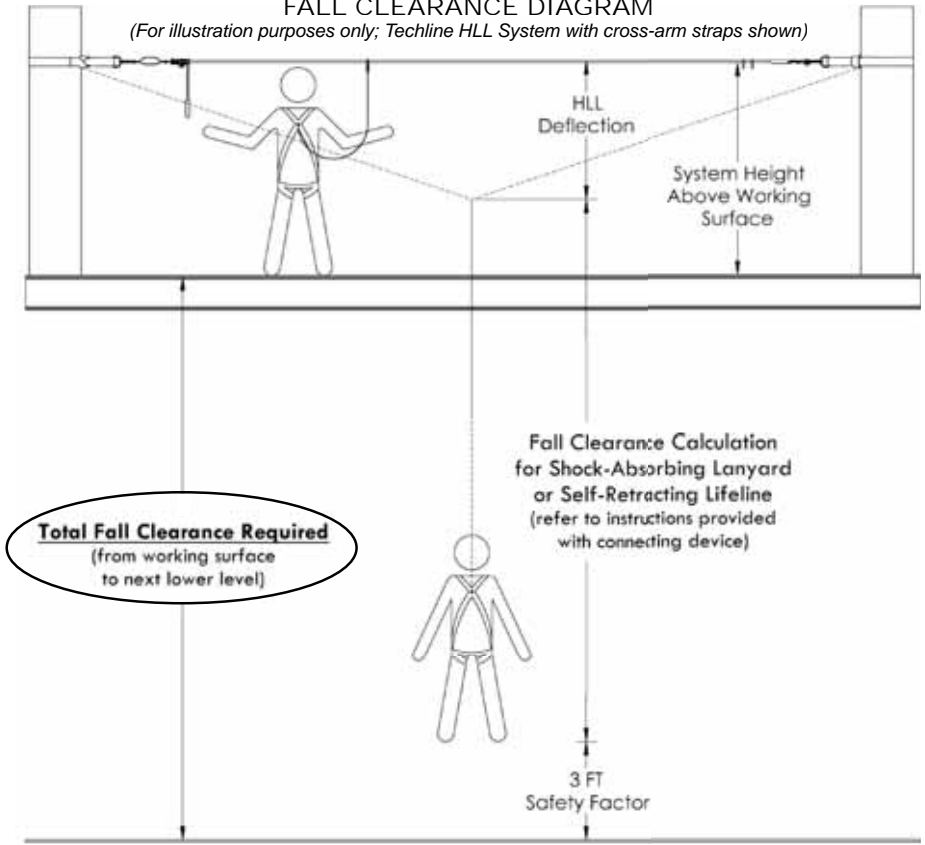 FALL CLEARANCE DIAGRAM
(For illustration purposes only; Techline HLL System with cross-arm straps shown)
HLL
Deflection
System Height
Above Working
Surface
Fall Clearance Calculation
for Shock-Absorbing Lanyard
or Self-Retracting Lifeline
(refer to instructions provided
with connecting device)
Total Fall Clearance Required
(from working surface
to next lower level)
3 FT
Safety Factor